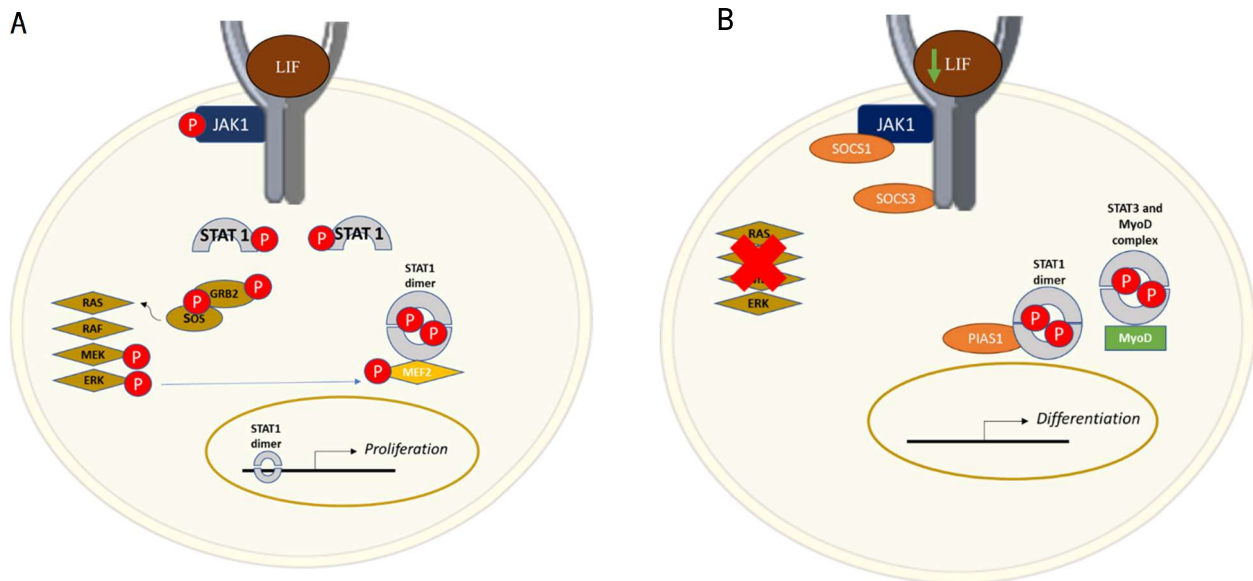 A
LIF
P
JAK1
STAT 1
P
P
STAT 1
STAT1
dimer
P
P
GRB2
P
SOS
RAS
RAF
MEK
P
ERK
P
P
MEF2
STAT1
dimer
Proliferation
B
LIF
JAK1
SOCS1
SOCS3
RAS
ERK
STAT3 and
MyoD
complex
P
P
MyoD
STAT1
dimer
P
P
PIAS1
Differentiation